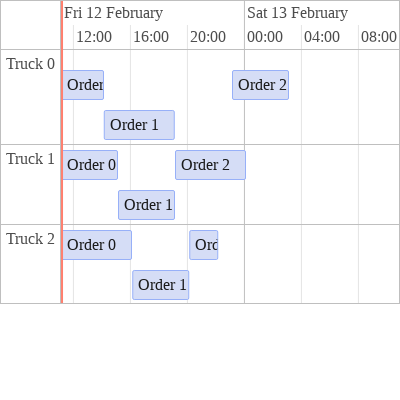 Fri 12 February
Sat 13 February
12:00 16:00 20:00 00:00 04:00 08:00
Truck 0
Order 2
Order 1
Truck 1
Order 0
Order 2
Order 1
Truck 2
Order 0
Order 1